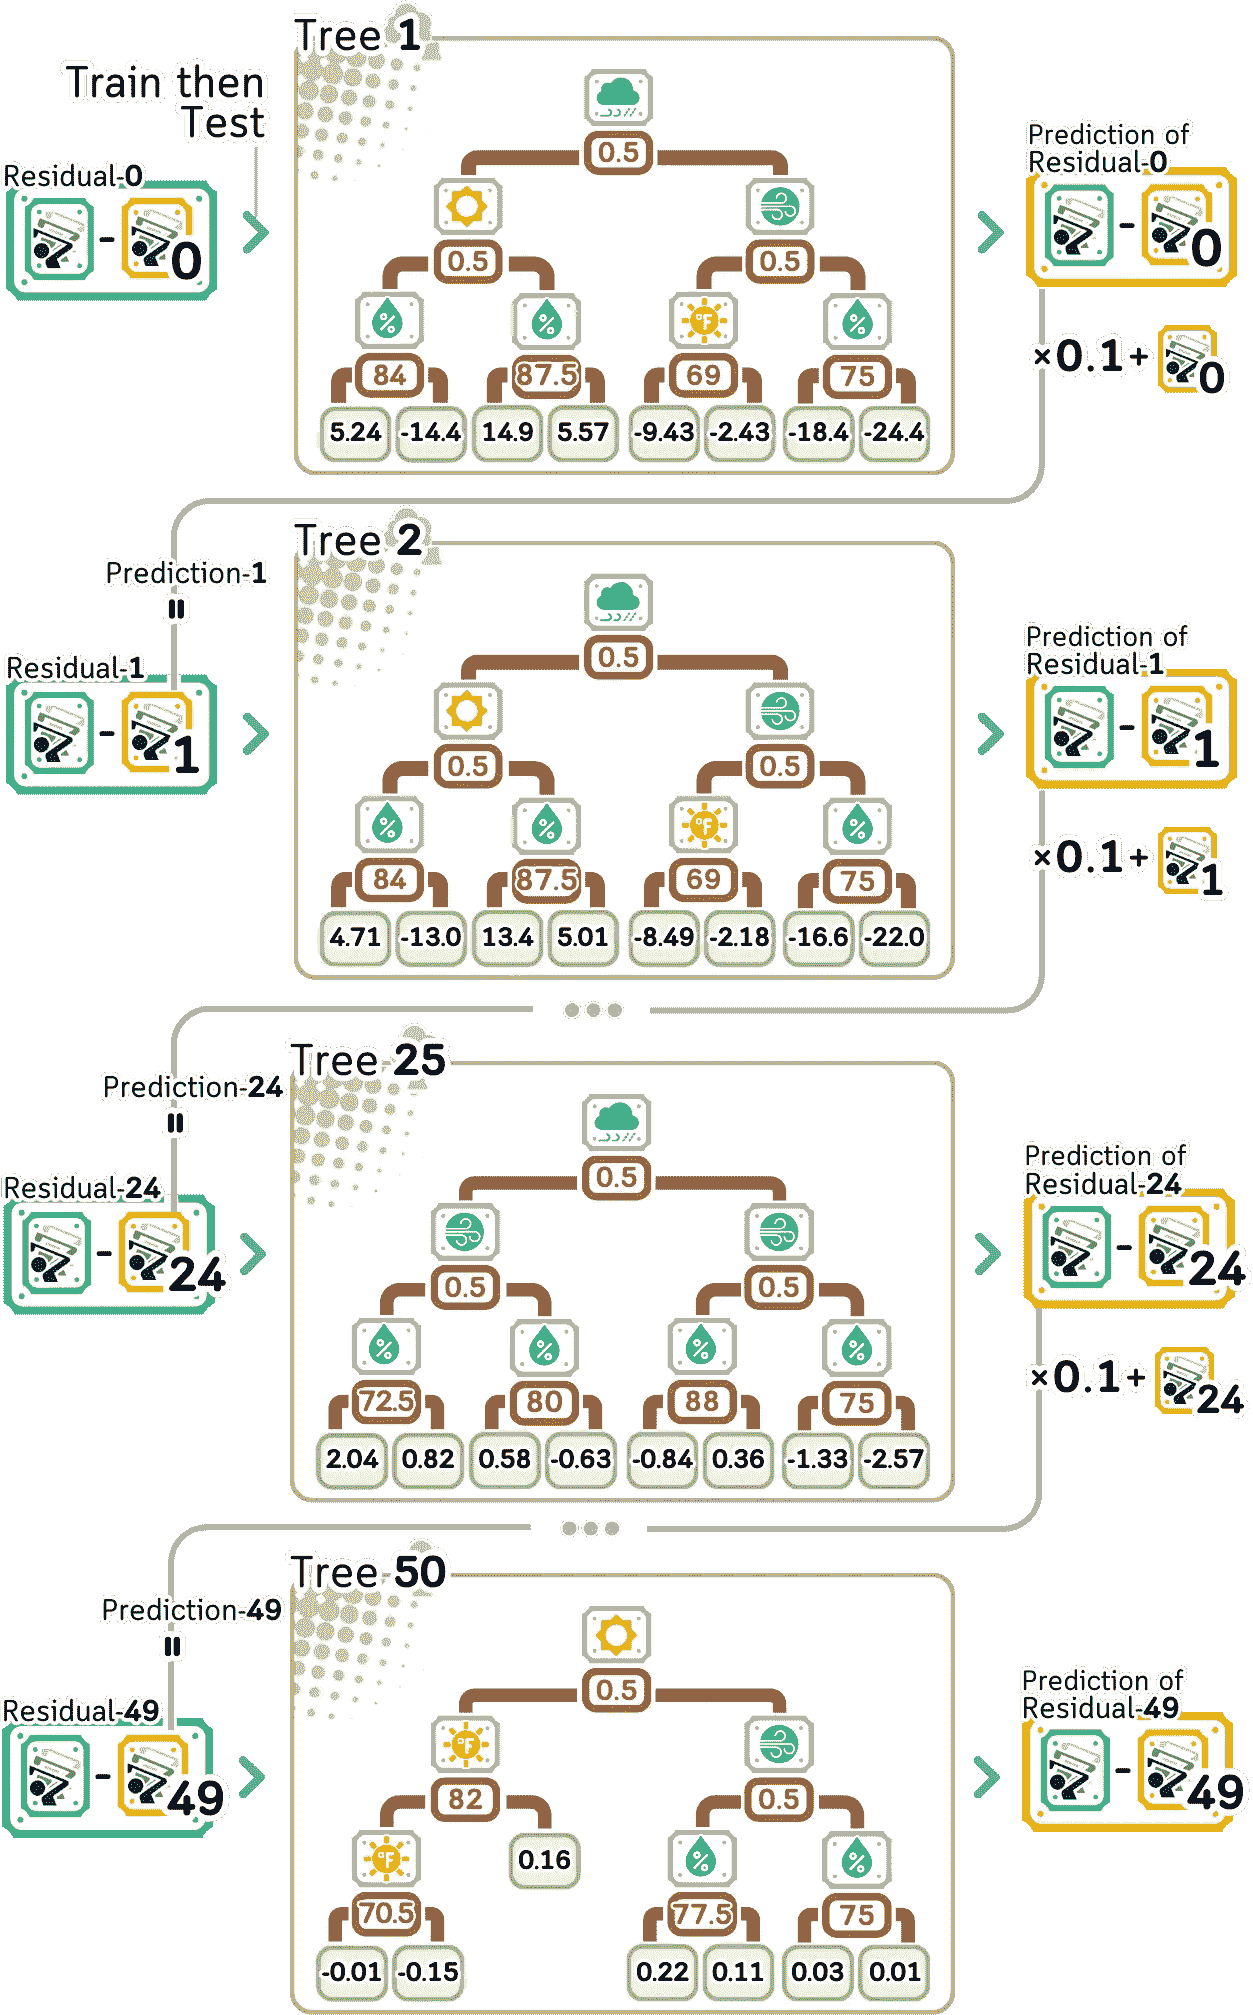 Tree 1
Train then
Test
Residual-0
- 0
0.5
0.5 0.5
84 87.5 69 75
5.24 -14.4 14.9 5.57 -9.43 -2.43 -18.4 -24.4
Prediction of
Residual-0
- 0
×0.1+ 0
Tree 2
Prediction-1
=
Residual-1
- 1
0.5
0.5 0.5
% % °F %
84 87.5 69 75
4.71 -13.0 13.4 5.01 -8.49 -2.18 -16.6 -22.0
Prediction of
Residual-1
- 1
×0.1+ 1
...
Tree 25
Prediction-24
=
Residual-24
- 24
0.5
0.5 0.5
% % % %
72.5 80 88 75
2.04 0.82 0.58 -0.63 -0.84 0.36 -1.33 -2.57
Prediction of
Residual-24
- 24
×0.1+ 24
...
Tree 50
Prediction-49
=
Residual-49
- 49
0.5
°F
82 0.5
°F 0.16 % %
70.5 77.5 75
-0.01 -0.15 0.22 0.11 0.03 0.01
Prediction of
Residual-49
- 49